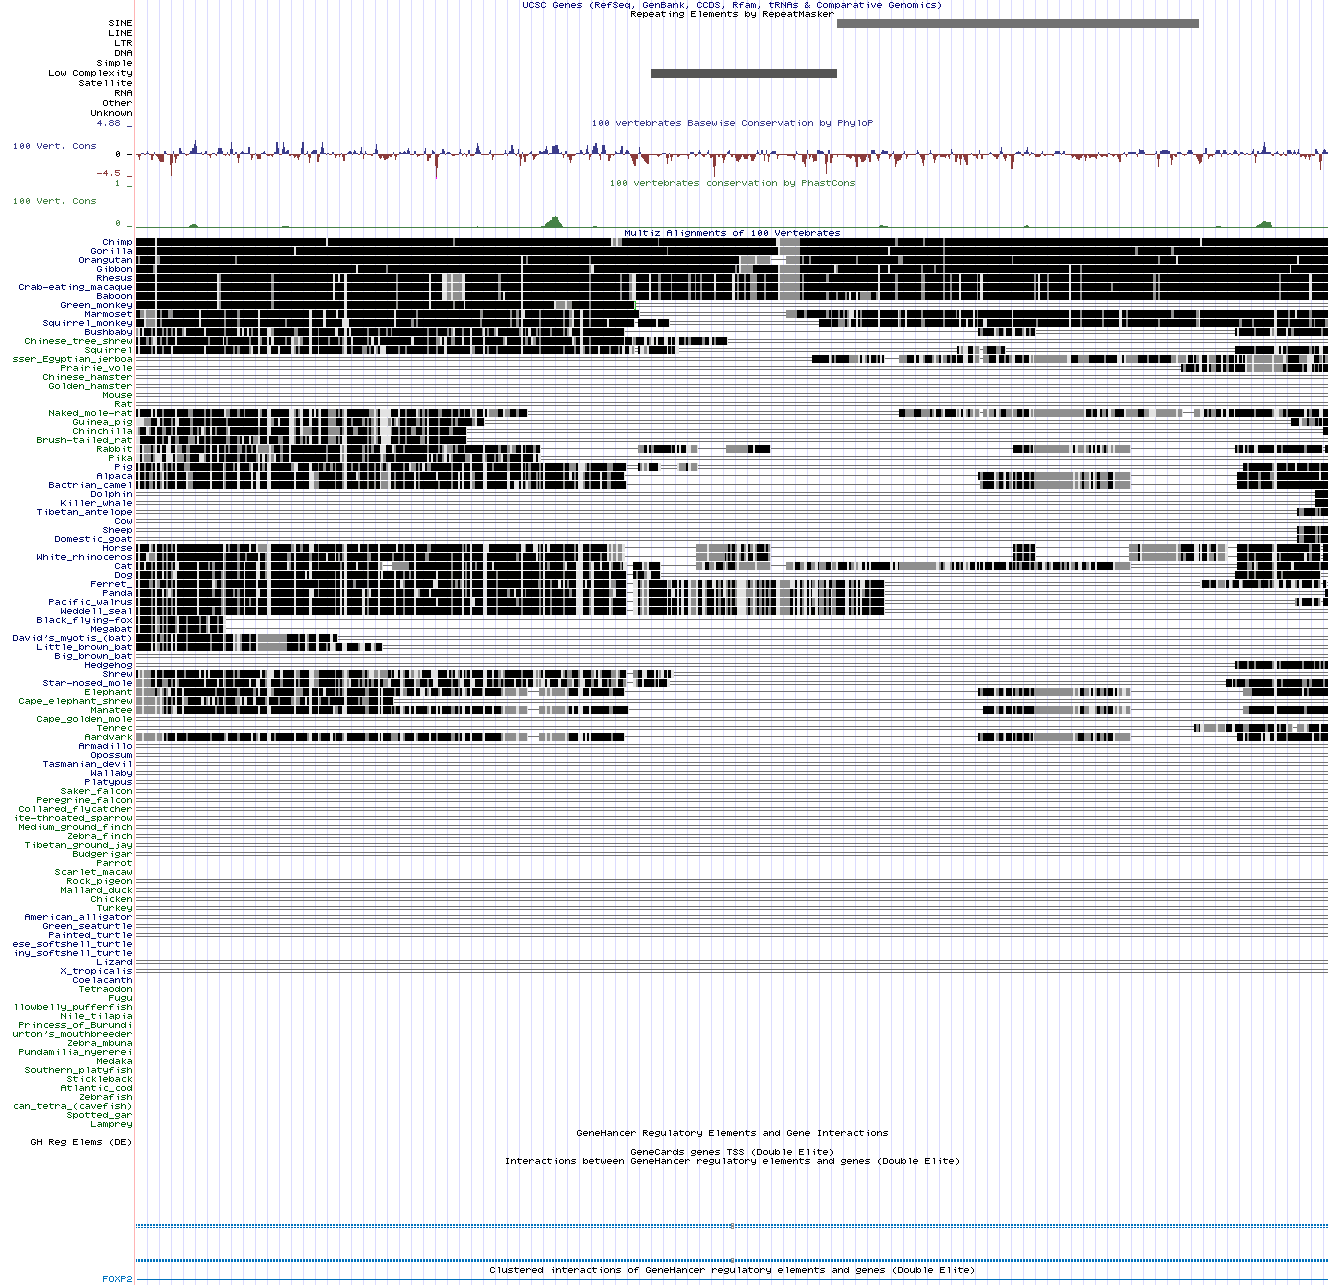 UCSC Genes (RefSeq, GenBank, CCDS, Rfam, tRNAs & Comparative Genomics)
Repeating Elements by RepeatMasker
SINE
LINE
LTR
DNA
Simple
Low Complexity
Satellite
RNA
Other
Unknown
4.88 _
100 vertebrates Basewise Conservation by PhyloP
100 Vert. Cons
0 -
-4.5 _
1 _
100 vertebrates conservation by PhastCons
100 Vert. Cons
0 _
Multiz Alignments of 100 Vertebrates
Chimp
Gorilla
Orangutan
Gibbon
Rhesus
Crab-eating_macaque
Baboon
Green_monkey
Marmoset
Squirrel_monkey
Bushbaby
Chinese_tree_shrew
Squirrel
sser_Egyptian_jerboa
Prairie_vole
Chinese_hamster
Golden_hamster
Mouse
Rat
Naked_mole-rat
Guinea_pig
Chinchilla
Brush-tailed_rat
Rabbit
Pika
Pig
Alpaca
Bactrian_camel
Dolphin
Killer_whale
Tibetan_antelope
Cow
Sheep
Domestic_goat
Horse
White_rhinoceros
Cat
Dog
Ferret_
Panda
Pacific_walrus
Weddell_seal
Black_flying-fox
Megabat
David's_myotis_(bat)
Little_brown_bat
Big_brown_bat
Hedgehog
Shrew
Star-nosed_mole
Elephant
Cape_elephant_shrew
Manatee
Cape_golden_mole
Tenrec
Aardvark
Armadillo
Opossum
Tasmanian_devil
Wallaby
Platypus
Saker_falcon
Peregrine_falcon
Collared_flycatcher
ite-throated_sparrow
Medium_ground_finch
Zebra_finch
Tibetan_ground_jay
Budgerigar
Parrot
Scarlet_macaw
Rock_pigeon
Mallard_duck
Chicken
Turkey
American_alligator
Green_seaturtle
Painted_turtle
ese_softshell_turtle
iny_softshell_turtle
Lizard
X_tropicalis
Coelacanth
Tetraodon
Fugu
llowbelly_pufferfish
Nile_tilapia
Princess_of_Burundi
urton's_mouthbreeder
Zebra_mbuna
Pundamilia_nyererei
Medaka
Southern_platyfish
Stickleback
Atlantic_cod
Zebrafish
can_tetra_(cavefish)
Spotted_gar
Lamprey
GeneHancer Regulatory Elements and Gene Interactions
GH Reg Elems (DE)
GeneCards genes TSS (Double Elite)
Interactions between GeneHancer regulatory elements and genes (Double Elite)
Clustered interactions of GeneHancer regulatory elements and genes (Double Elite)
FOXP2